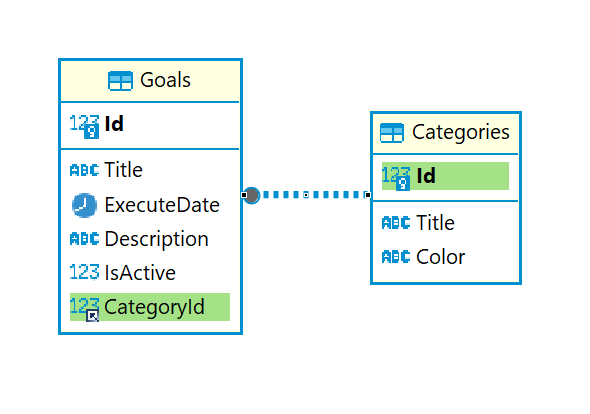 Goals
123 Id
ABC Title
ExecuteDate
ABC Description
123 IsActive
123 CategoryId
Categories
123 Id
ABC Title
ABC Color